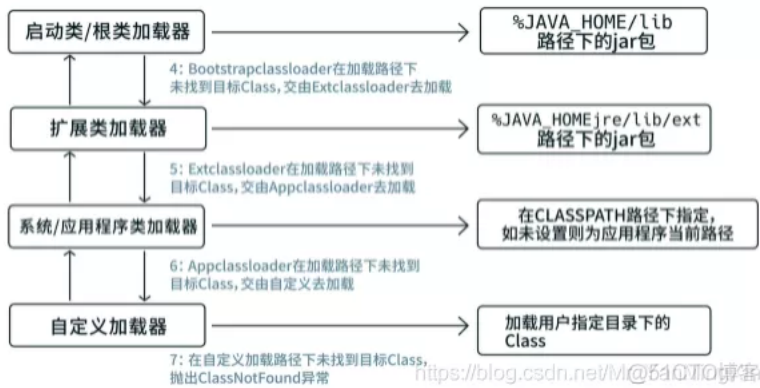 启动类/根类加载器
%JAVA_HOME/lib
路径下的jar包
4: Bootstrapclassloader在加载路径下
未找到目标Class,交由Extclassloader去加载
扩展类加载器
%JAVA_HOMEjre/lib/ext
路径下的jar包
5: Extclassloader在加载路径下未找到
目标Class,交由Appclassloader去加载
系统/应用程序类加载器
在CLASSPATH路径下指定,
如未设置则为应用程序当前路径
6: Appclassloader在加载路径下未找到
目标Class,交由自定义去加载
自定义加载器
加载用户指定目录下的
Class
7: 在自定义加载路径下未找到目标Class,
抛出ClassNotFound异常
https://blog.csdn.net/
@51CTO博客